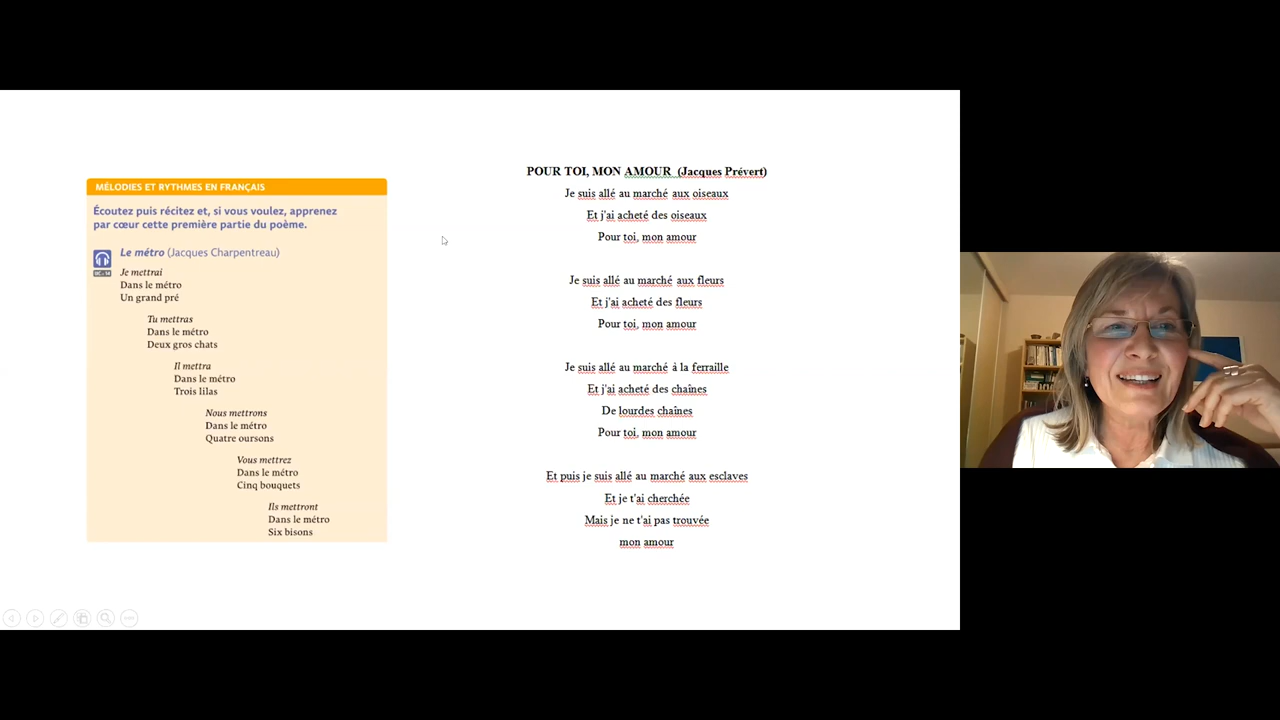 MÉLODIES ET RYTHMES EN FRANÇAIS
Écoutez puis récitez et, si vous voulez, apprenez
par cœur cette première partie du poème.
Le métro (Jacques Charpentreau)
Je mettrai
Dans le métro
Un grand pré
Tu mettras
Dans le métro
Deux gros chats
Il mettra
Dans le métro
Trois lilas
Nous mettrons
Dans le métro
Quatre oursons
Vous mettrez
Dans le métro
Cinq bouquets
Ils mettront
Dans le métro
Six bisons
POUR TOI, MON AMOUR (Jacques Prévert)
Je suis allé au marché aux oiseaux
Et j'ai acheté des oiseaux
Pour toi, mon amour
Je suis allé au marché aux fleurs
Et j'ai acheté des fleurs
Pour toi, mon amour
Je suis allé au marché à la ferraille
Et j'ai acheté des chaînes
De lourdes chaînes
Pour toi, mon amour
Et puis je suis allé au marché aux esclaves
Et je t'ai cherchée
Mais je ne t'ai pas trouvée
mon amour